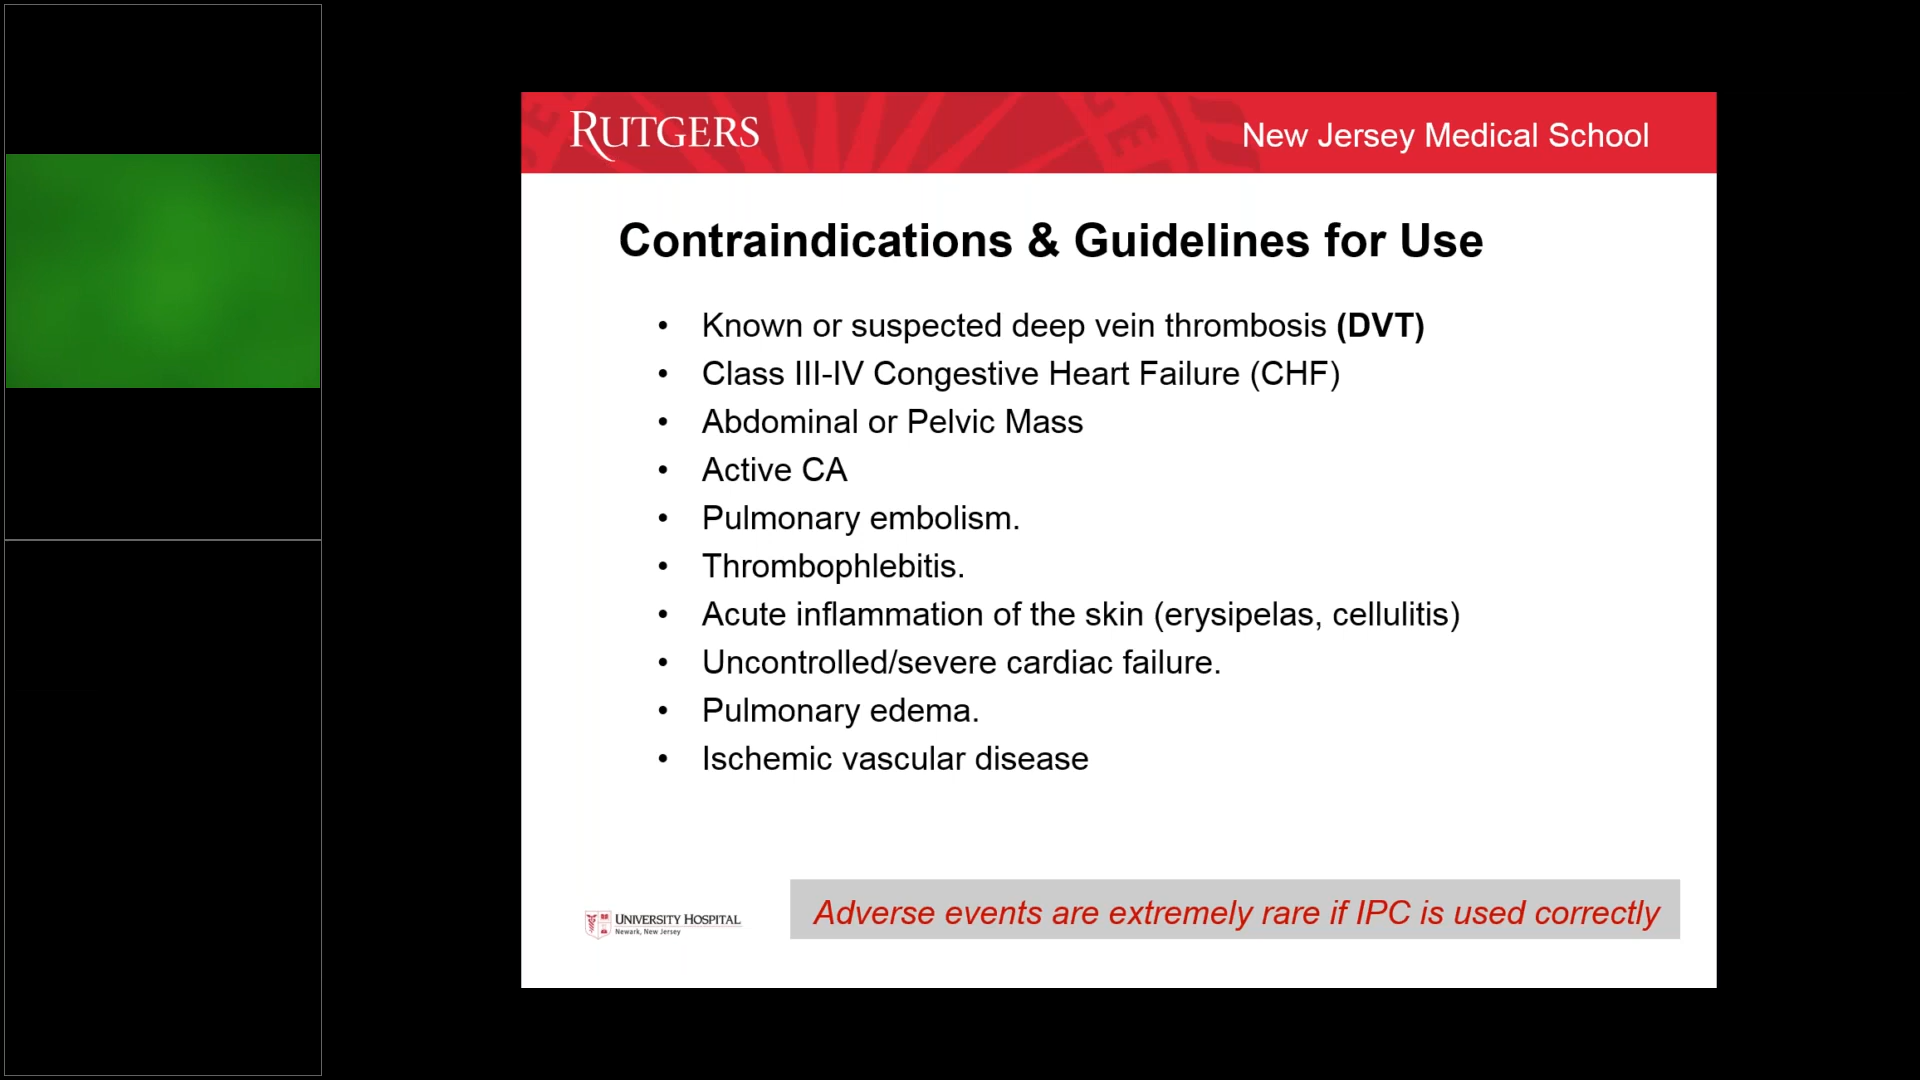 RUTGERS
New Jersey Medical School
Contraindications & Guidelines for Use
• Known or suspected deep vein thrombosis (DVT)
• Class III-IV Congestive Heart Failure (CHF)
• Abdominal or Pelvic Mass
• Active CA
• Pulmonary embolism.
• Thrombophlebitis.
• Acute inflammation of the skin (erysipelas, cellulitis)
• Uncontrolled/severe cardiac failure.
• Pulmonary edema.
• Ischemic vascular disease
UNIVERSITY HOSPITAL
Newark, New Jersey
Adverse events are extremely rare if IPC is used correctly